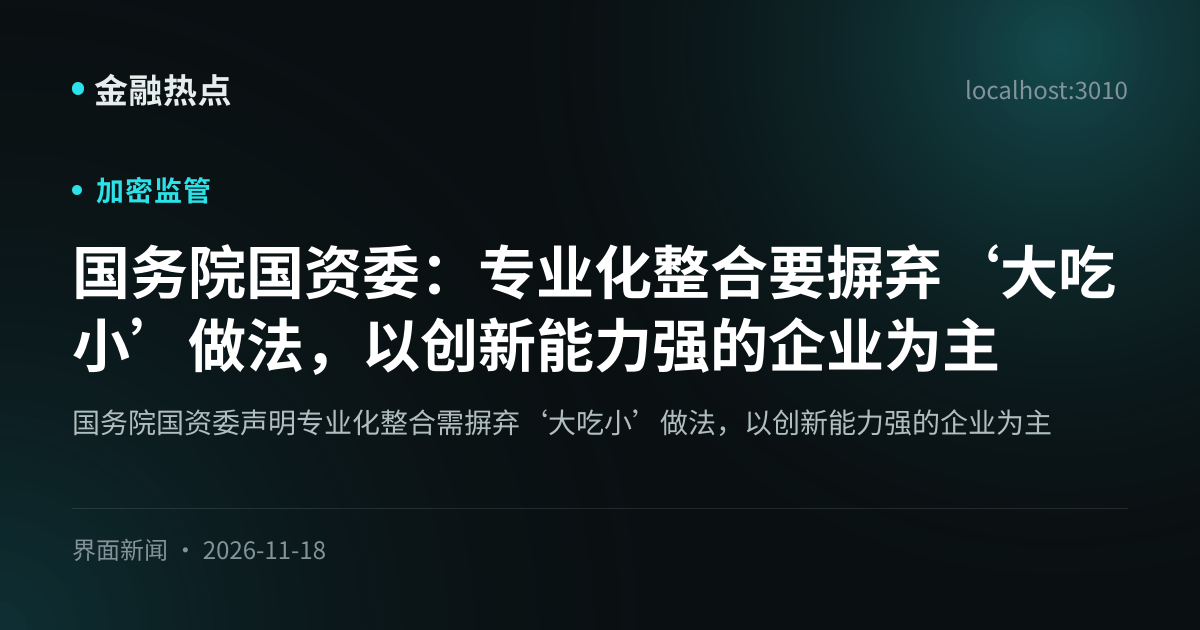 金融热点
localhost:3010
加密监管
国务院国资委：专业化整合要摒弃‘大吃
小’做法，以创新能力强的企业为主
国务院国资委声明专业化整合需摒弃‘大吃小’做法，以创新能力强的企业为主
界面新闻 • 2026-11-18